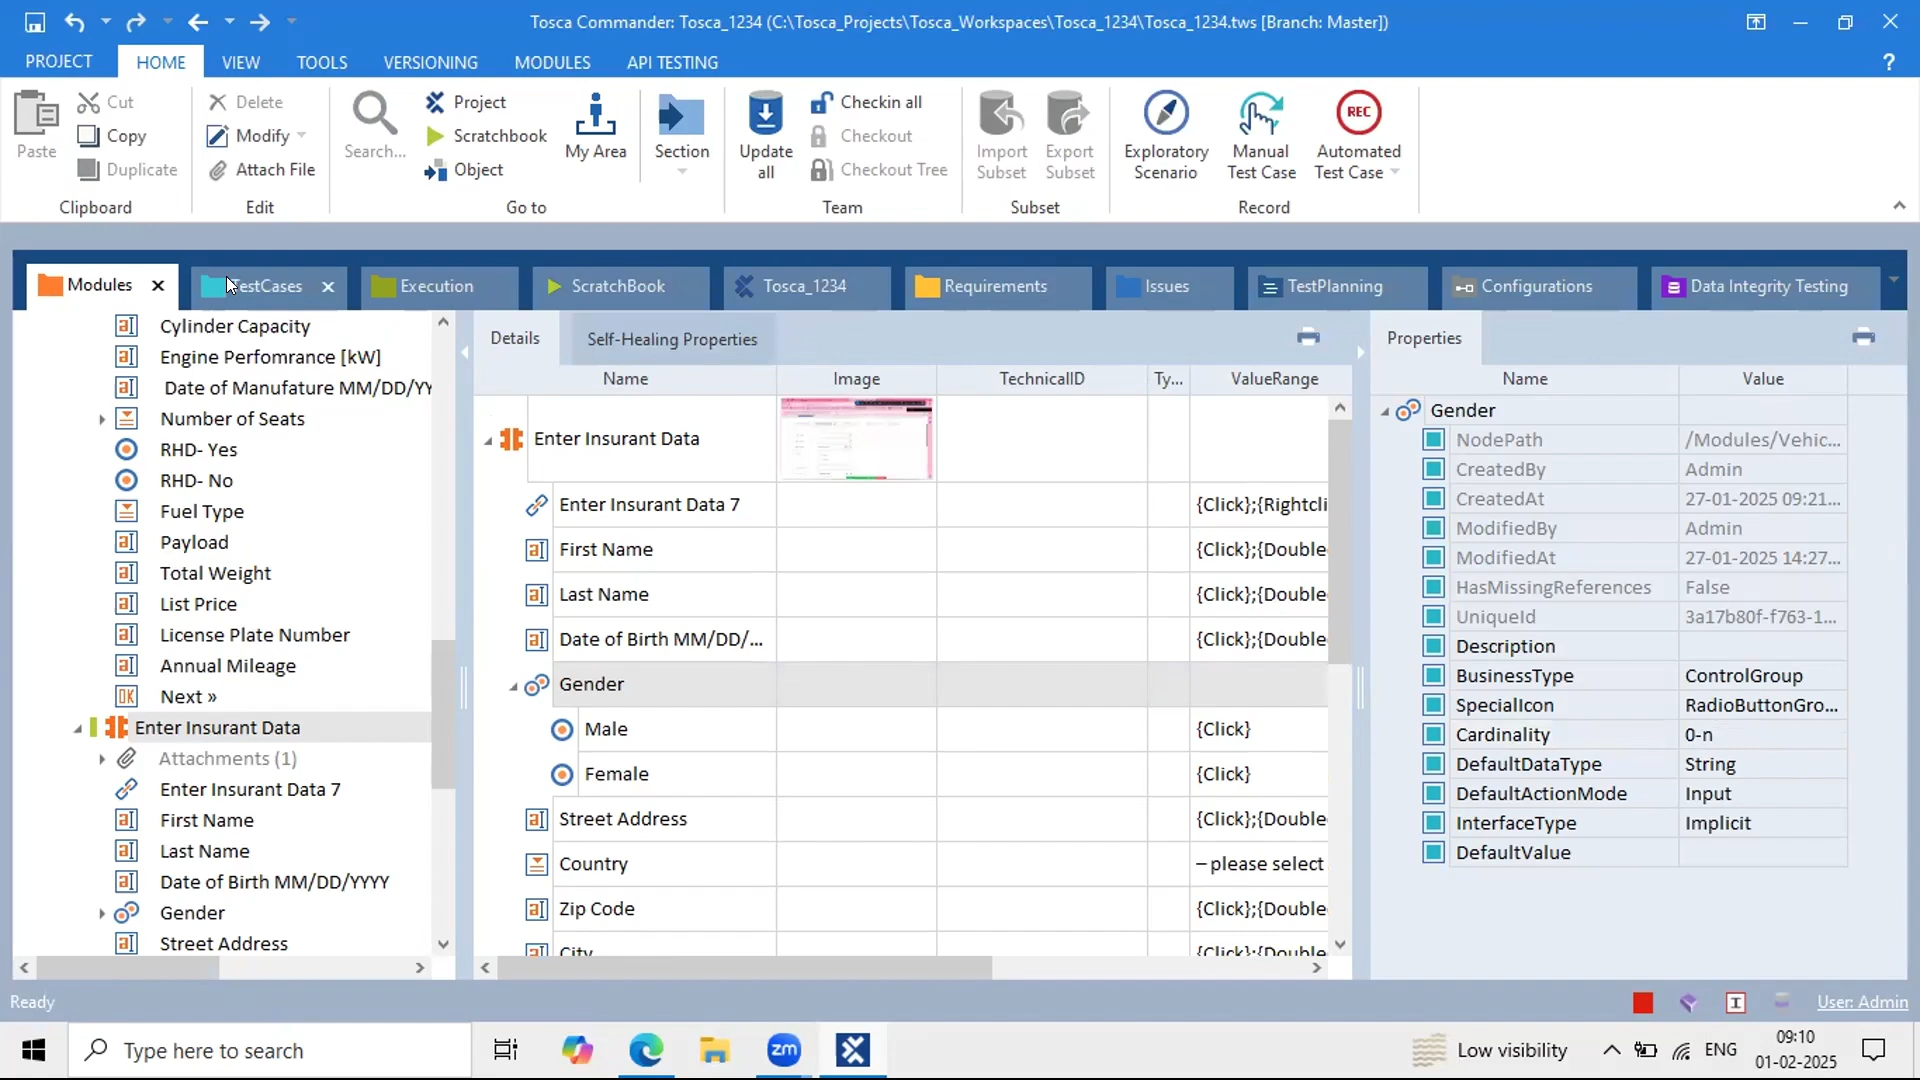 Tosca Commander: Tosca_1234 (C:\Tosca_Projects\Tosca_Workspaces\Tosca_1234\Tosca_1234.tws [Branch: Master])
PROJECT HOME VIEW TOOLS VERSIONING MODULES API TESTING ?
Paste Cut Copy Duplicate
Delete Modify Attach File
Search... Project Scratchbook Object My Area Section
Update all Checkin all Checkout Checkout Tree
Import Subset Export Subset
Exploratory Scenario Manual Test Case REC Automated Test Case
Clipboard Edit Go to Team Subset Record
Modules TestCases Execution ScratchBook Tosca_1234 Requirements Issues TestPlanning Configurations Data Integrity Testing
Cylinder Capacity
Engine Perfomrance [kW]
Date of Manufature MM/DD/YY
Number of Seats
RHD- Yes
RHD- No
Fuel Type
Payload
Total Weight
List Price
License Plate Number
Annual Mileage
Next »
Enter Insurant Data
Attachments (1)
Enter Insurant Data 7
First Name
Last Name
Date of Birth MM/DD/YYYY
Gender
Street Address
Details Self-Healing Properties
Name Image TechnicalID Ty... ValueRange
Enter Insurant Data
Enter Insurant Data 7 {Click};{Rightcli
First Name {Click};{Double
Last Name {Click};{Double
Date of Birth MM/DD/... {Click};{Double
Gender
Male {Click}
Female {Click}
Street Address {Click};{Double
Country – please select
Zip Code {Click};{Double
City {Click};{Double
Properties
Name Value
Gender
NodePath /Modules/Vehic...
CreatedBy Admin
CreatedAt 27-01-2025 09:21...
ModifiedBy Admin
ModifiedAt 27-01-2025 14:27...
HasMissingReferences False
UniqueId 3a17b80f-f763-1...
Description
BusinessType ControlGroup
SpecialIcon RadioButtonGro...
Cardinality 0-n
DefaultDataType String
DefaultActionMode Input
InterfaceType Implicit
DefaultValue
Ready User: Admin
Type here to search zm Low visibility ENG 09:10
01-02-2025